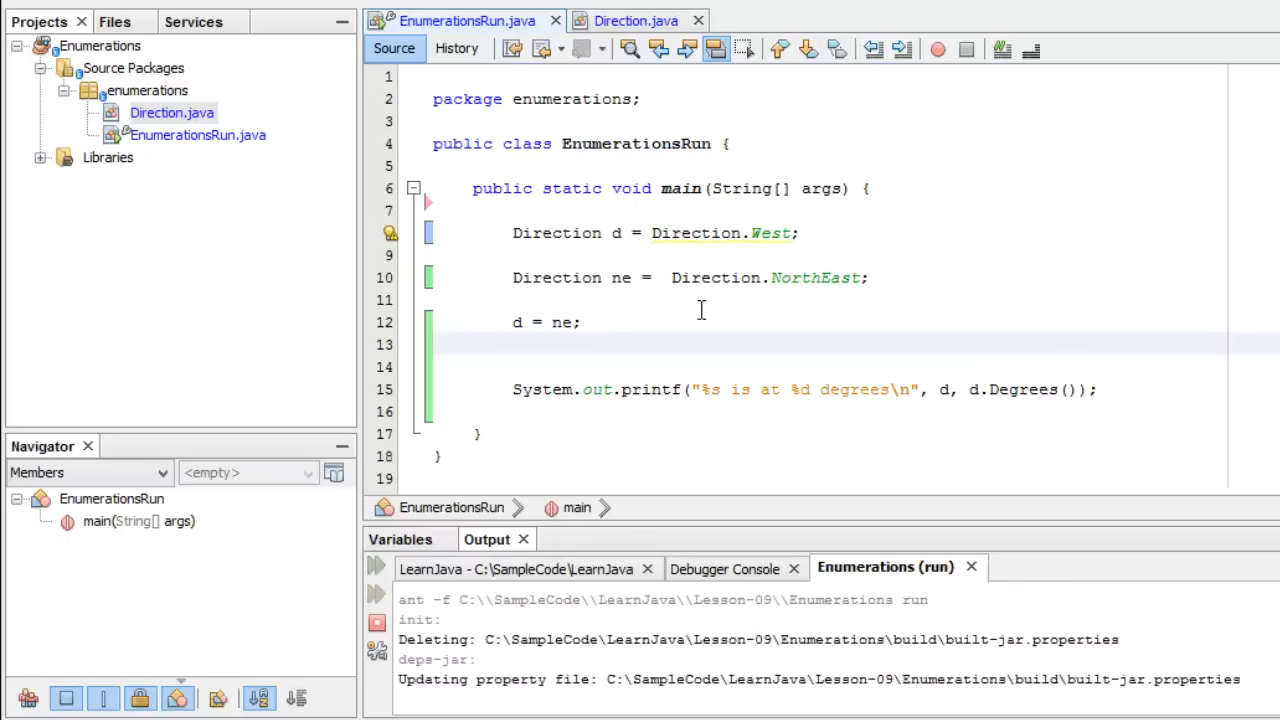 Projects Files Services
Enumerations
Source Packages
enumerations
Direction.java
EnumerationsRun.java
Libraries
Navigator
Members <empty>
EnumerationsRun
main(String[] args)
EnumerationsRun.java Direction.java
Source History
1
2 package enumerations;
3
4 public class EnumerationsRun {
5
6 public static void main(String[] args) {
7
Direction d = Direction.West;
9
10 Direction ne =  Direction.NorthEast;
11
12 d = ne;
13
14
15 System.out.printf("%s is at %d degrees\n", d, d.Degrees());
16
17 }
18 }
19
EnumerationsRun main
Variables Output
LearnJava - C:\SampleCode\LearnJava Debugger Console Enumerations (run)
ant -f C:\\SampleCode\\LearnJava\\Lesson-09\\Enumerations run
init:
Deleting: C:\SampleCode\LearnJava\Lesson-09\Enumerations\build\built-jar.properties
deps-jar:
Updating property file: C:\SampleCode\LearnJava\Lesson-09\Enumerations\build\built-jar.properties